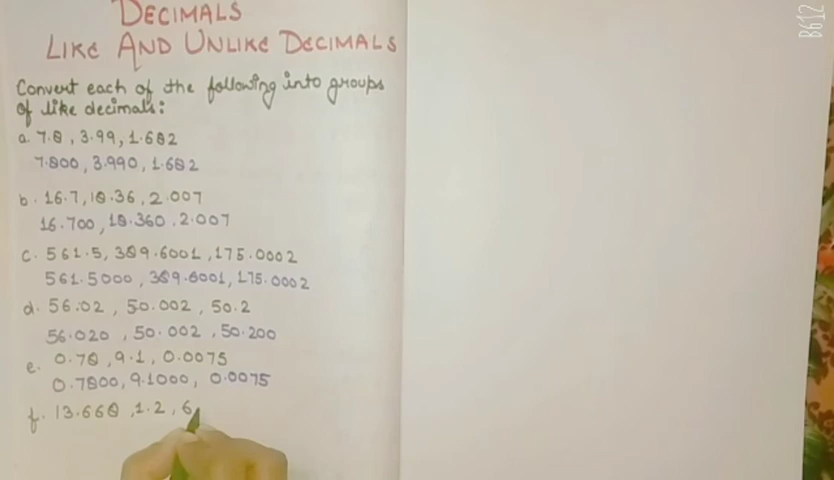 DECIMALS
LIKE AND UNLIKE DECIMALS
Convert each of the following into groups
of like decimals:
a. 7.8, 3.99, 1.682
7.800, 3.990, 1.682
b. 16.7, 18.36, 2.007
16.700, 18.360, 2.007
c. 561.5, 389.6001, 175.0002
561.5000, 389.6001, 175.0002
d. 56.02, 50.002, 50.2
56.020, 50.002, 50.200
e. 0.78, 9.1, 0.0075
0.7800, 9.1000, 0.0075
f. 13.668, 1.2, 6
B612